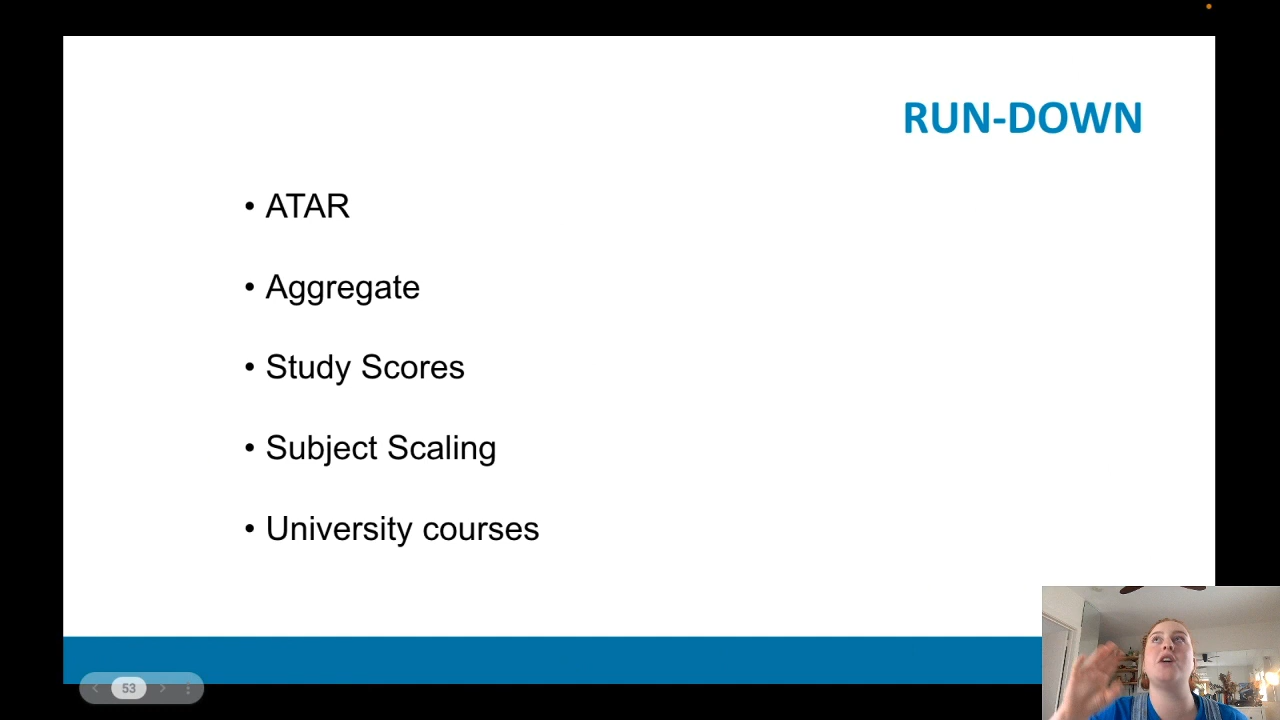 RUN-DOWN
• ATAR
• Aggregate
• Study Scores
• Subject Scaling
• University courses
53